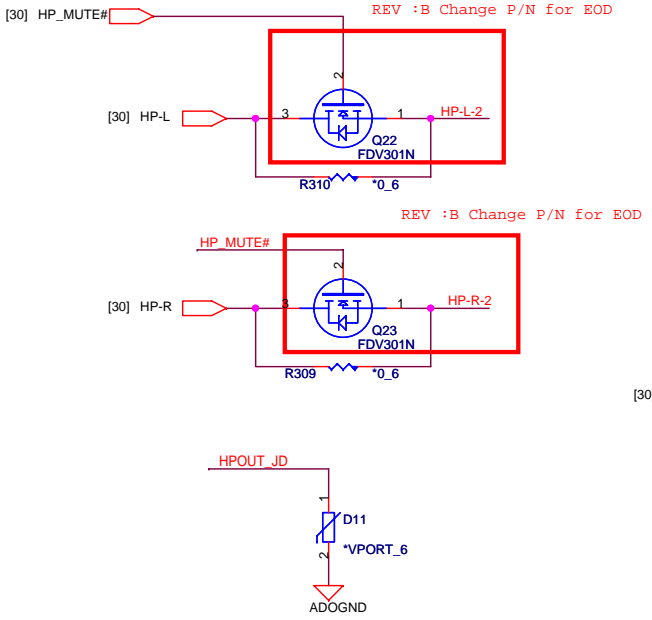 REV :B Change P/N for EOD
[30] HP_MUTE#
2
[30] HP-L
3
1
HP-L-2
Q22
FDV301N
R310
*0_6
REV :B Change P/N for EOD
HP_MUTE#
2
[30] HP-R
3
1
HP-R-2
Q23
FDV301N
R309
*0_6
[30
HPOUT_JD
1
D11
*VPORT_6
2
ADOGND